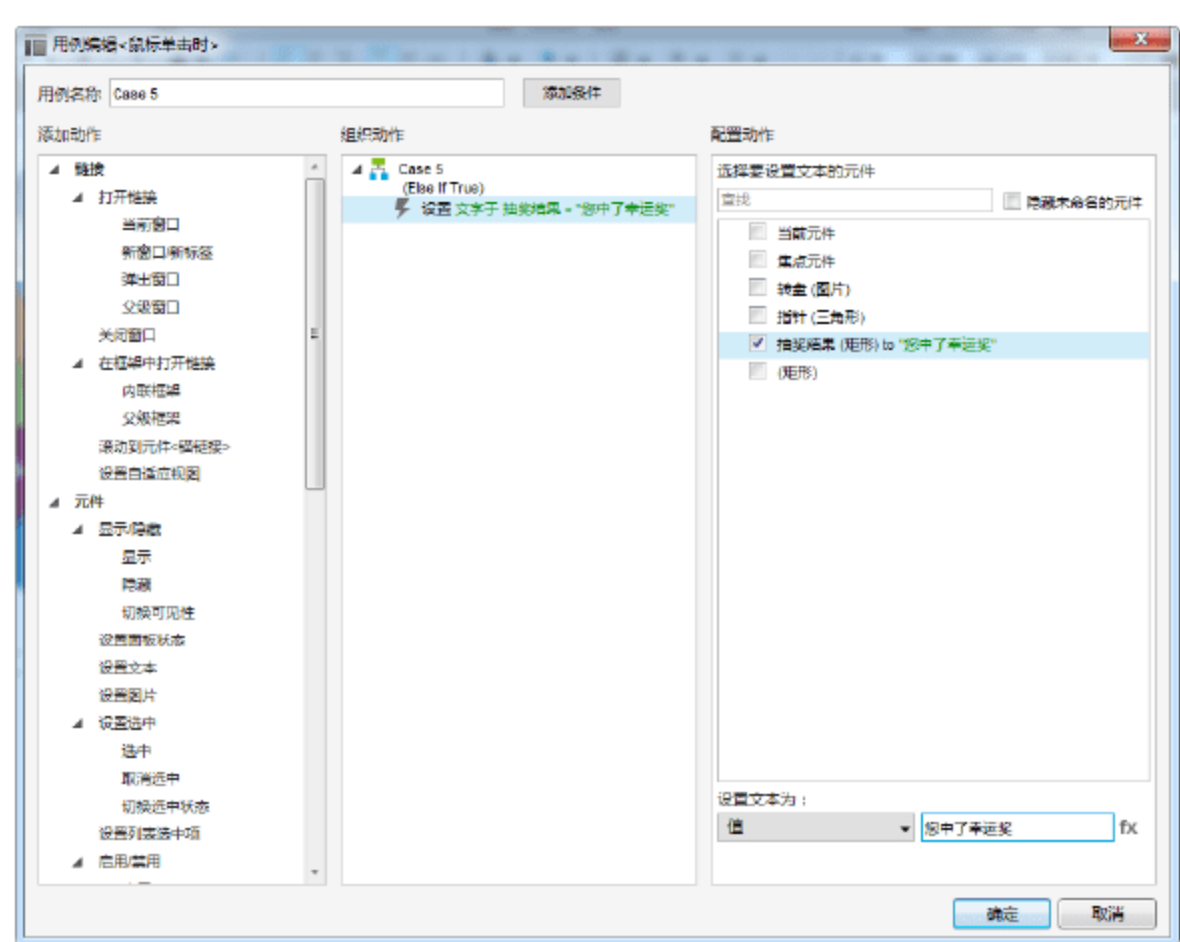 用例编辑<鼠标单击时>
用例名称 Case 5 添加条件
添加动作 组织动作 配置动作
链接
打开链接
当前窗口
新窗口/新标签
弹出窗口
父级窗口
关闭窗口
在框架中打开链接
内联框架
父级框架
滚动到元件<锚链接>
设置自适应视图
元件
显示/隐藏
显示
隐藏
切换可见性
设置面板状态
设置文本
设置图片
设置选中
选中
取消选中
切换选中状态
设置列表选中项
启用/禁用
Case 5
(Else If True)
设置 文字于 抽奖结果 = "您中了幸运奖"
选择要设置文本的元件
查找 隐藏未命名的元件
当前元件
焦点元件
转盘 (图片)
指针 (三角形)
抽奖结果 (矩形) to "您中了幸运奖"
(矩形)
设置文本为：
值 您中了幸运奖 fx
确定 取消